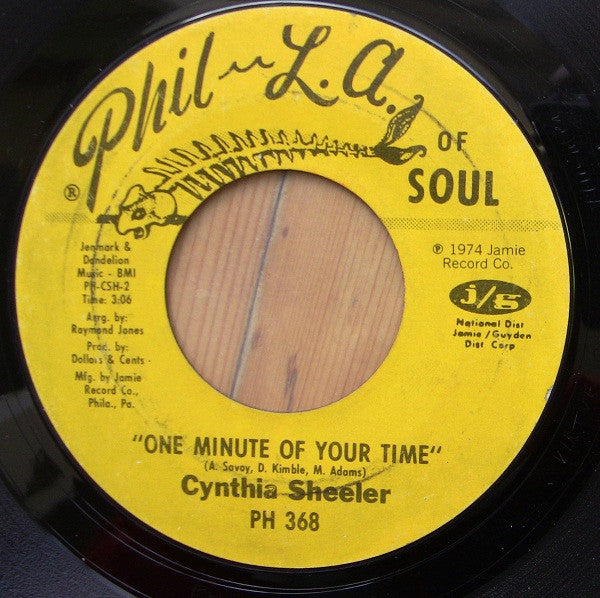 Phil-L.A.
OF
SOUL
®
Jenmark &
Dandelion
Music - BMI
PH-CSH-2
Time: 3:06
Arrg. by:
Raymond Jones
Prod. by:
Dollars & Cents -
Mfg. by Jamie
Record Co.,
Phila., Pa.
℗ 1974 Jamie
Record Co.
j/g
National Dist
Jamie/Guyden
Dist Corp
"ONE MINUTE OF YOUR TIME"
(A. Savoy, D. Kimble, M. Adams)
Cynthia Sheeler
PH 368